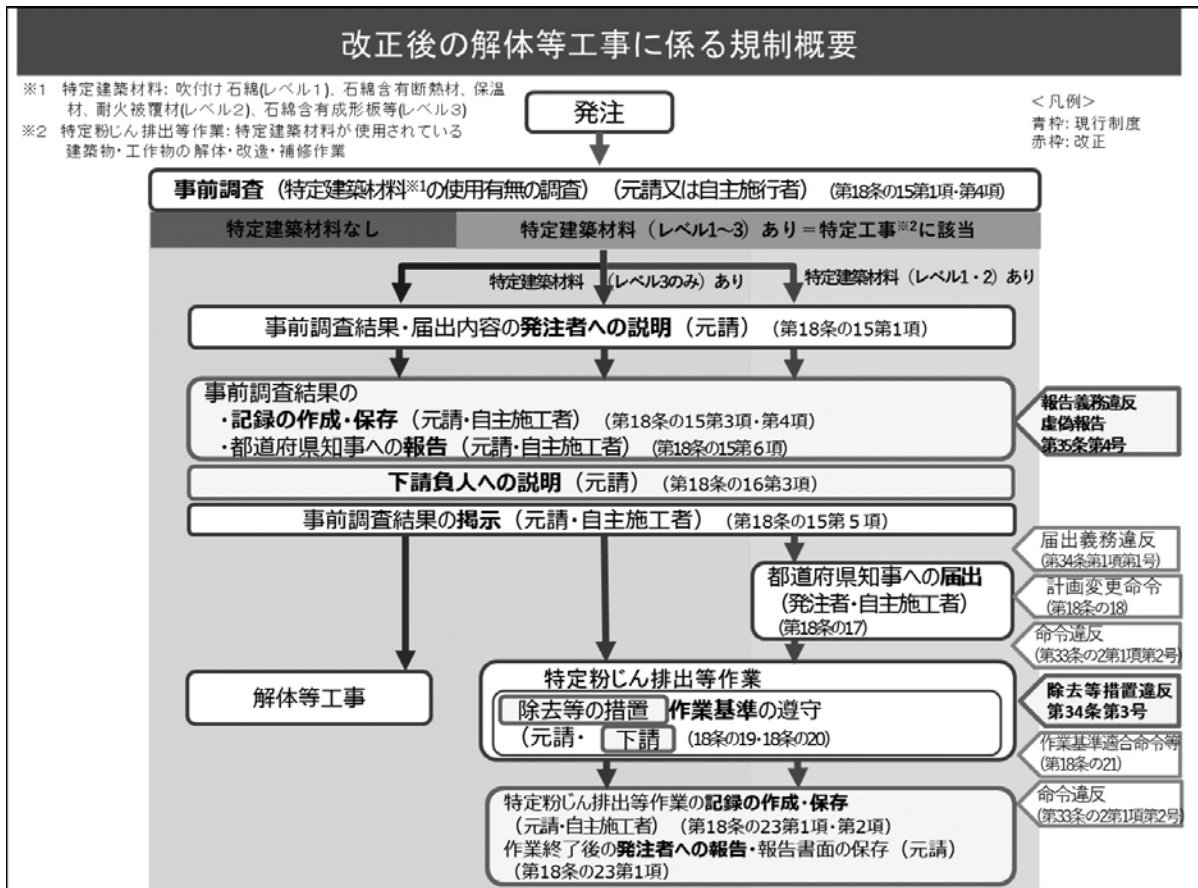 改正後の解体等工事に係る規制概要
※1 特定建築材料: 吹付け石綿(レベル1)、石綿含有断熱材、保温
材、耐火被覆材(レベル2)、石綿含有成形板等(レベル3)
※2 特定粉じん排出等作業: 特定建築材料が使用されている
建築物・工作物の解体・改造・補修作業
発注
<凡例>
青枠: 現行制度
赤枠: 改正
事前調査（特定建築材料※1の使用有無の調査）（元請又は自主施行者）（第18条の15第1項・第4項）
特定建築材料なし
特定建築材料（レベル1～3）あり＝特定工事※2に該当
特定建築材料 （レベル3のみ）あり
特定建築材料（レベル1・2）あり
事前調査結果・届出内容の発注者への説明（元請）（第18条の15第1項）
事前調査結果の
・記録の作成・保存（元請・自主施工者）（第18条の15第3項・第4項）
・都道府県知事への報告（元請・自主施工者）（第18条の15第６項）
報告義務違反
虚偽報告
第35条第4号
下請負人への説明（元請）（第18条の16第3項）
事前調査結果の掲示（元請・自主施工者）（第18条の15第５項）
届出義務違反
(第34条第1項第1号)
都道府県知事への届出
（発注者・自主施工者）
(第18条の17)
計画変更命令
(第18条の18)
命令違反
(第33条の2第1項第2号)
解体等工事
特定粉じん排出等作業
除去等の措置 作業基準の遵守
（元請・ 下請 (18条の19・18条の20)
除去等措置違反
第34条第3号
作業基準適合命令等
(第18条の21)
命令違反
(第33条の2第1項第2号)
特定粉じん排出等作業の記録の作成・保存
（元請・自主施工者）（第18条の23第1項・第2項）
作業終了後の発注者への報告・報告書面の保存（元請）
（第18条の23第1項）